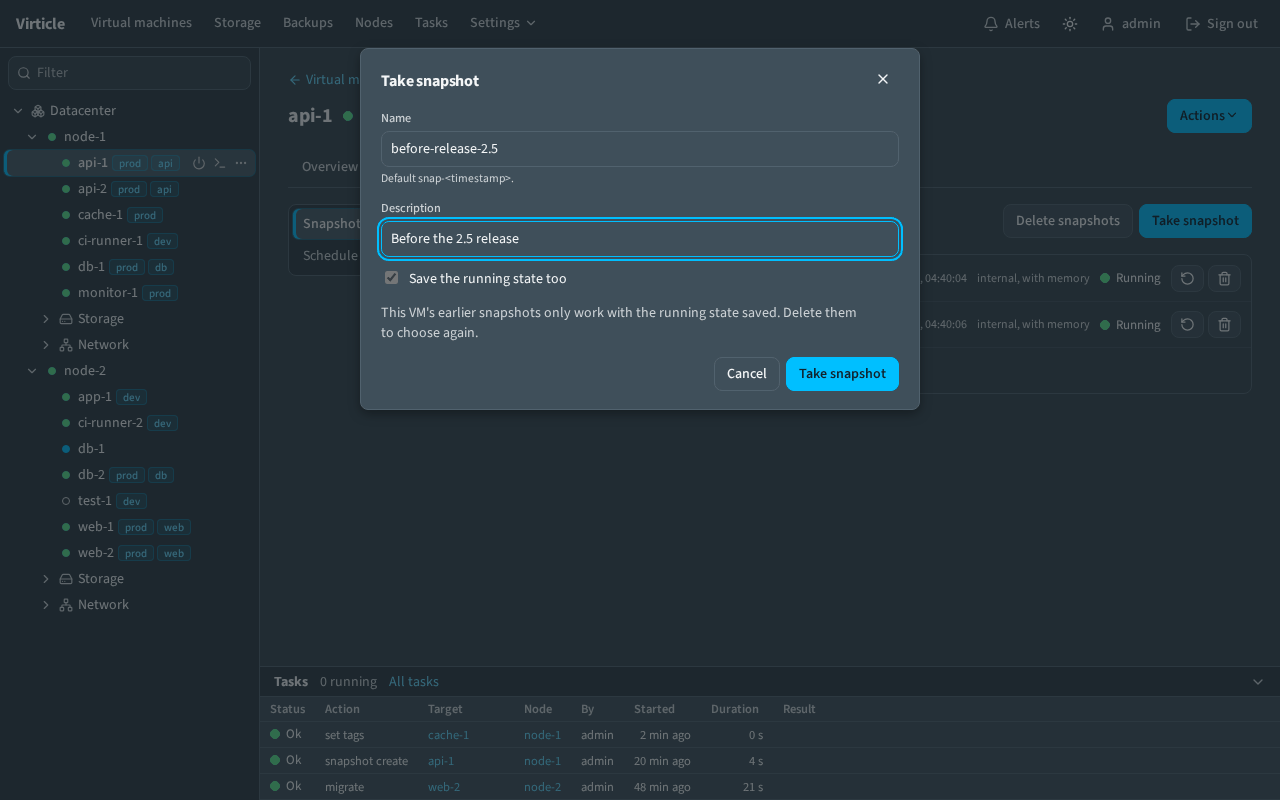 Virticle Virtual machines Storage Backups Nodes Tasks Settings Alerts admin Sign out
Filter
Datacenter
node-1
api-1 prod api
api-2 prod api
cache-1 prod
ci-runner-1 dev
db-1 prod db
monitor-1 prod
Storage
Network
node-2
app-1 dev
ci-runner-2 dev
db-1
db-2 prod db
test-1 dev
web-1 prod web
web-2 prod web
Storage
Network
Virtual m
api-1
Actions
Overview
Snapshot
Schedule
Delete snapshots Take snapshot
, 04:40:04 internal, with memory Running
, 04:40:06 internal, with memory Running
Take snapshot
Name
before-release-2.5
Default snap-<timestamp>.
Description
Before the 2.5 release
Save the running state too
This VM's earlier snapshots only work with the running state saved. Delete them
to choose again.
Cancel Take snapshot
Tasks 0 running All tasks
Status Action Target Node By Started Duration Result
Ok set tags cache-1 node-1 admin 2 min ago 0 s
Ok snapshot create api-1 node-1 admin 20 min ago 4 s
Ok migrate web-2 node-2 admin 48 min ago 21 s